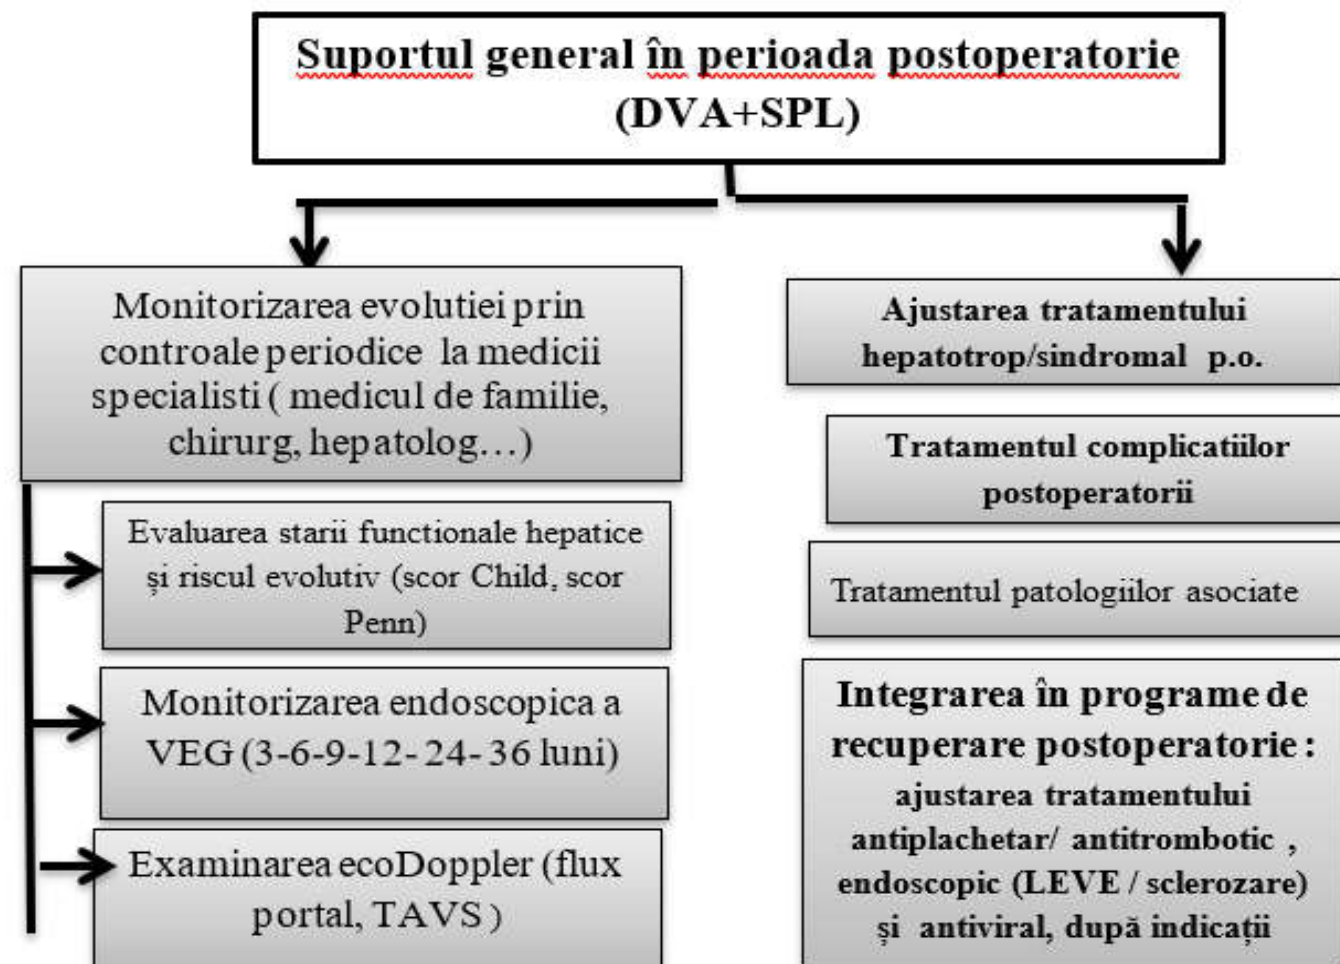 Suportul general în perioada postoperatorie
(DVA+SPL)
Monitorizarea evolutiei prin
controale periodice la medicii
specialisti ( medicul de familie,
chirurg, hepatolog…)
Evaluarea starii functionale hepatice
și riscul evolutiv (scor Child, scor
Penn)
Monitorizarea endoscopica a
VEG (3-6-9-12- 24- 36 luni)
Examinarea ecoDoppler (flux
portal, TAVS )
Ajustarea tratamentului
hepatotrop/sindromal p.o.
Tratamentul complicatiilor
postoperatorii
Tratamentul patologiilor asociate
Integrarea în programe de
recuperare postoperatorie :
ajustarea tratamentului
antiplachetar/ antitrombotic ,
endoscopic (LEVE / sclerozare)
și antiviral, după indicații